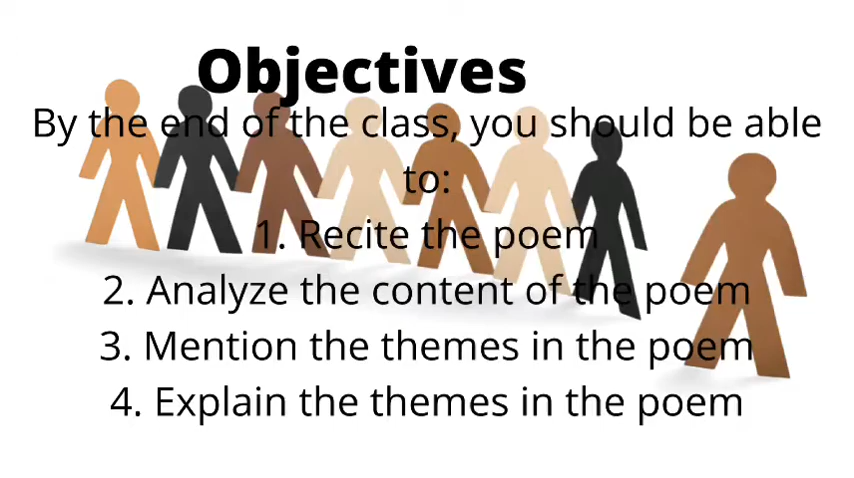 Objectives
By the end of the class, you should be able
to:
1. Recite the poem
2. Analyze the content of the poem
3. Mention the themes in the poem
4. Explain the themes in the poem